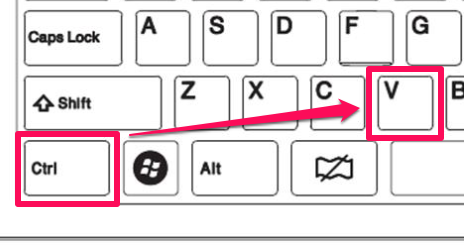 Caps Lock A S D F G
Shift Z X C V B
Ctrl Alt